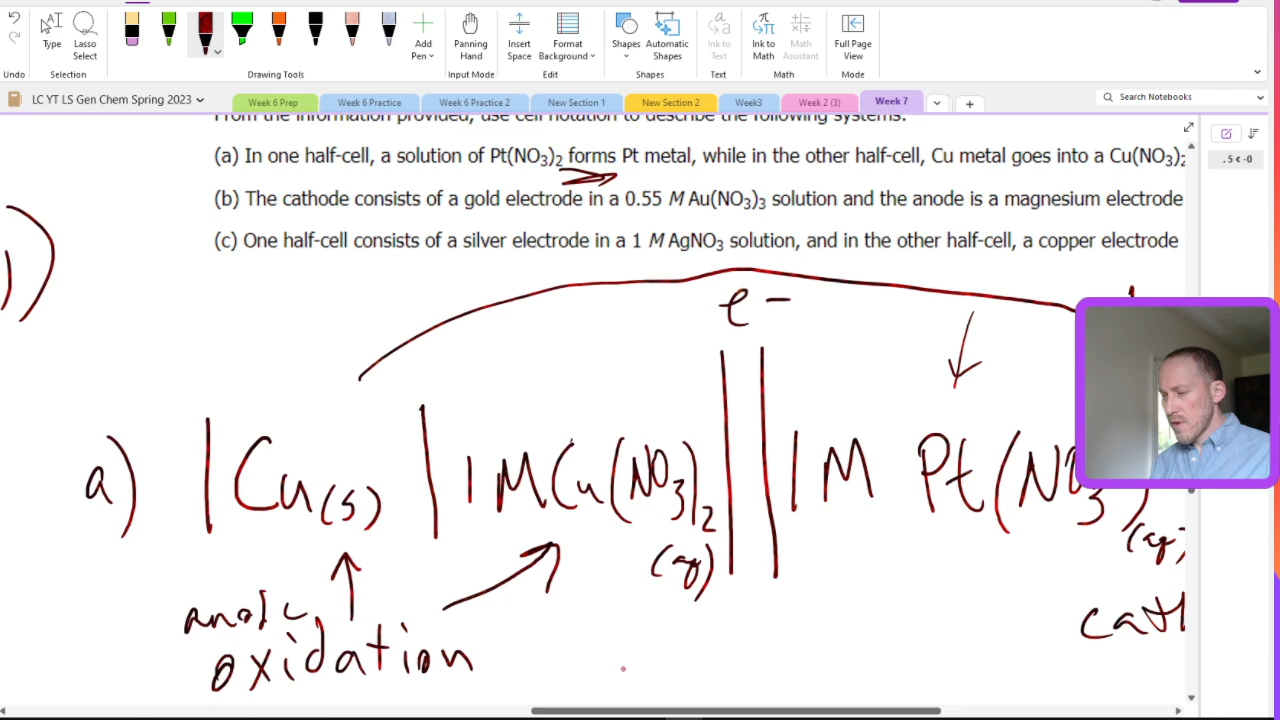 Undo
Type
Lasso Select
Selection
Drawing Tools
Add Pen
Panning Hand
Input Mode
Insert Space
Format Background
Edit
Shapes
Automatic Shapes
Shapes
Ink to Text
Text
Ink to Math
Math Assistant
Math
Full Page View
Mode
LC YT LS Gen Chem Spring 2023
Week 6 Prep
Week 6 Practice
Week 6 Practice 2
New Section 1
New Section 2
Week3
Week 2 (3)
Week 7
Search Notebooks
.5 € -0
From the information provided, use cell notation to describe the following systems:
(a) In one half-cell, a solution of Pt(NO₃)₂ forms Pt metal, while in the other half-cell, Cu metal goes into a Cu(NO₃)₂
(b) The cathode consists of a gold electrode in a 0.55 M Au(NO₃)₃ solution and the anode is a magnesium electrode
(c) One half-cell consists of a silver electrode in a 1 M AgNO₃ solution, and in the other half-cell, a copper electrode
e -
a) | Cu (s) | 1 M Cu(NO₃)₂ (aq) || 1 M Pt(NO₃) (aq)
anode
oxidation
cath